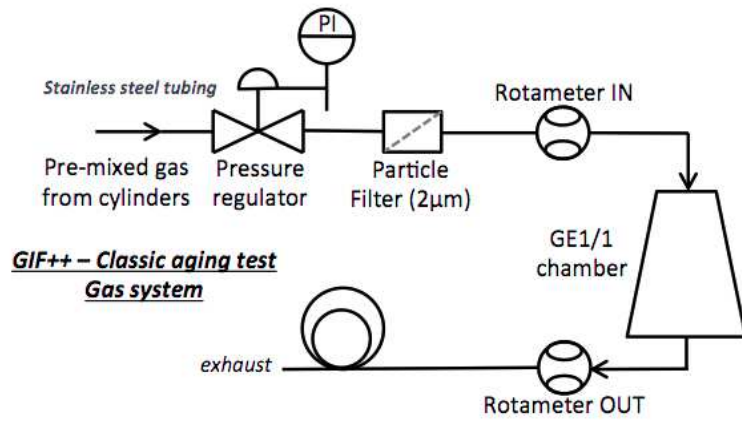 PI
Stainless steel tubing
Rotameter IN
Pre-mixed gas
from cylinders
Pressure
regulator
Particle
Filter (2μm)
GE1/1
chamber
GIF++ – Classic aging test
Gas system
exhaust
Rotameter OUT